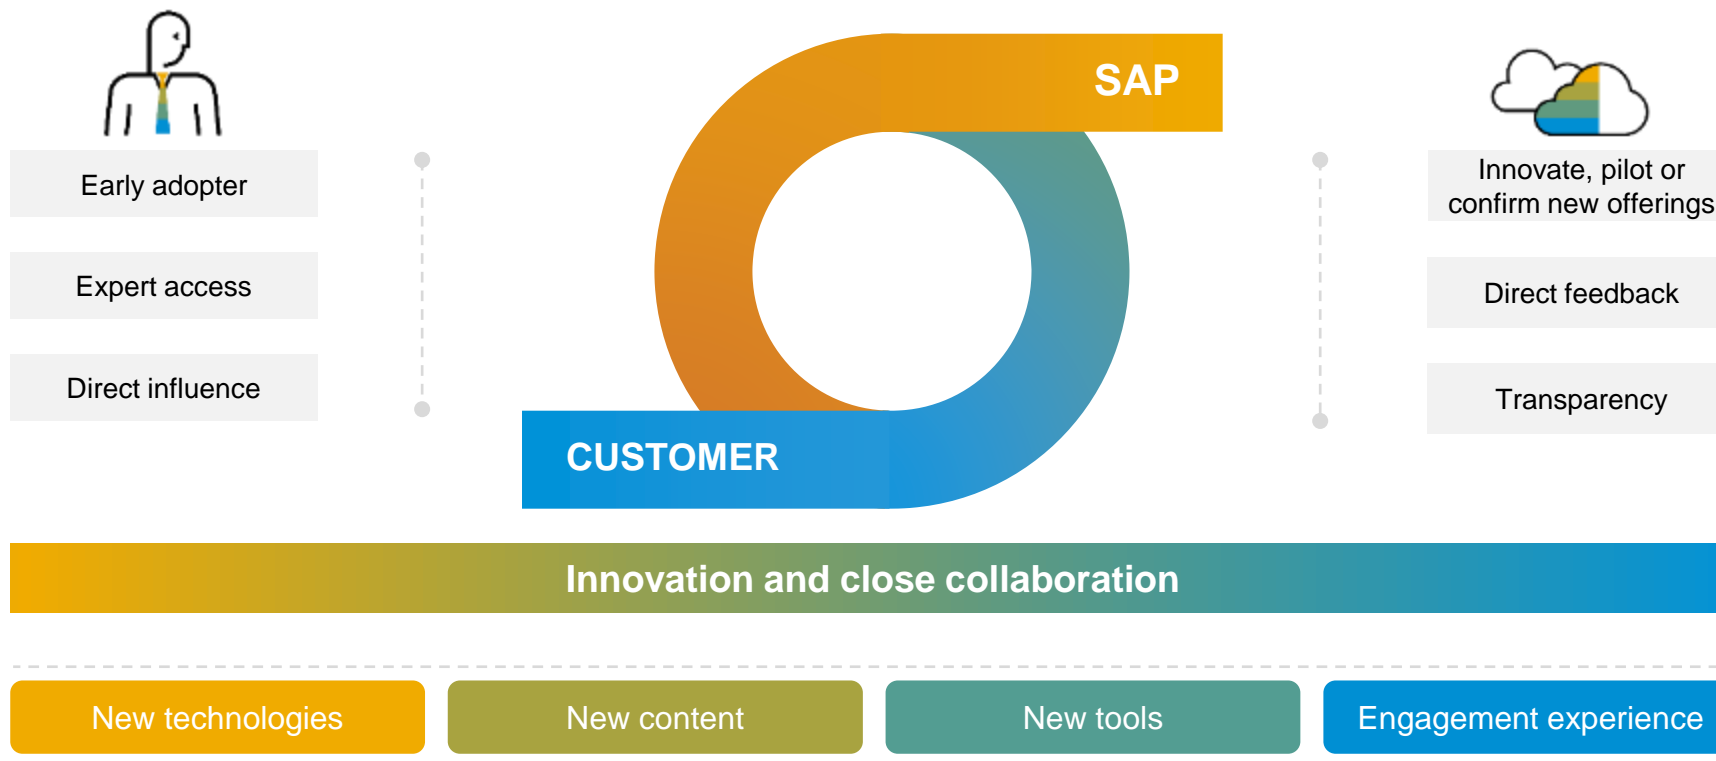 SAP
Early adopter
Expert access
Direct influence
Innovate, pilot or
confirm new offerings
Direct feedback
Transparency
CUSTOMER
Innovation and close collaboration
New technologies
New content
New tools
Engagement experience